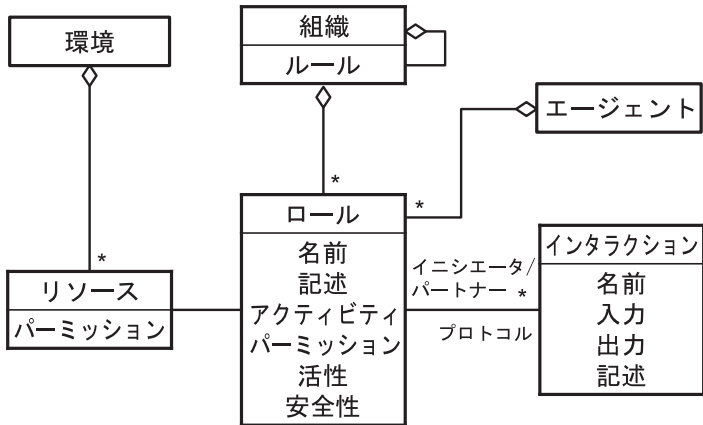 環境
組織
ルール
エージェント
*
*
*
ロール
名前
記述
アクティビティ
パーミッション
活性
安全性
リソース
パーミッション
イニシエータ/
パートナー *
プロトコル
インタラクション
名前
入力
出力
記述